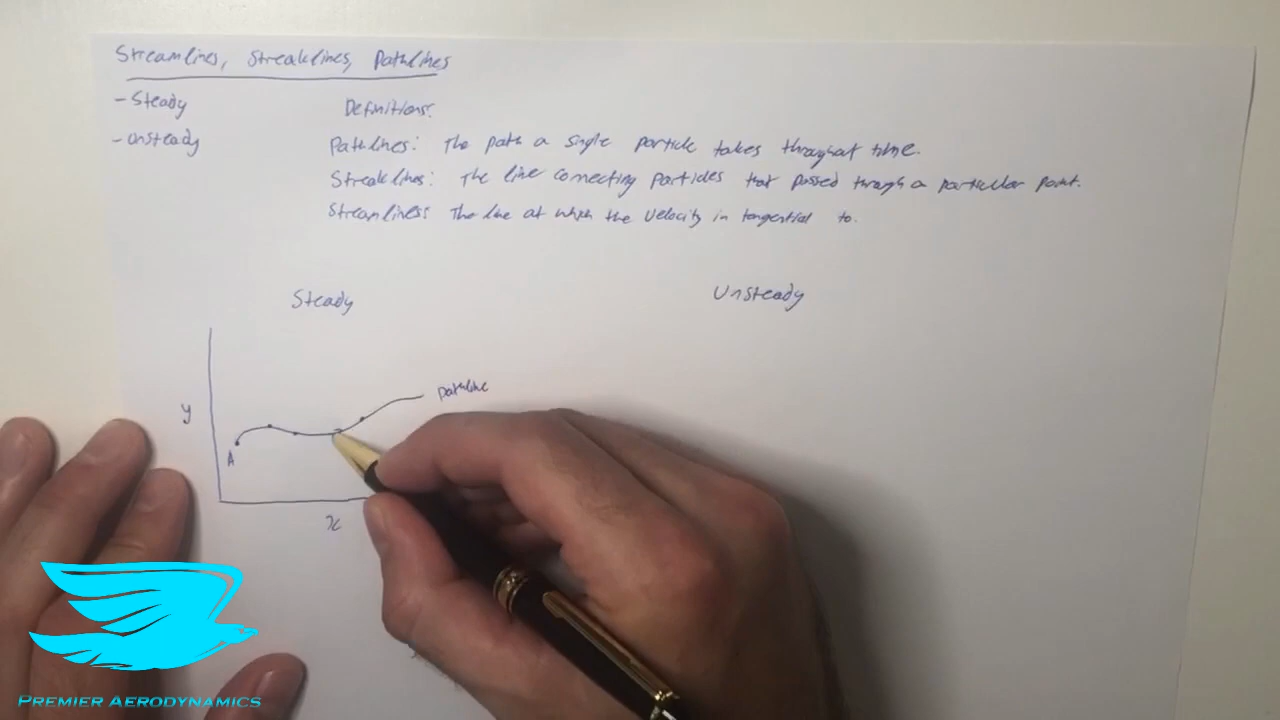 Streamlines, Streaklines, Pathlines
- Steady
- Unsteady
Definitions:
Pathlines: The path a single particle takes throughout time.
Streaklines: The line connecting particles that passed through a particular point.
Streamlines: The line at which the velocity is tangential to.
Steady
Unsteady
y
A
Pathline
x
PREMIER AERODYNAMICS